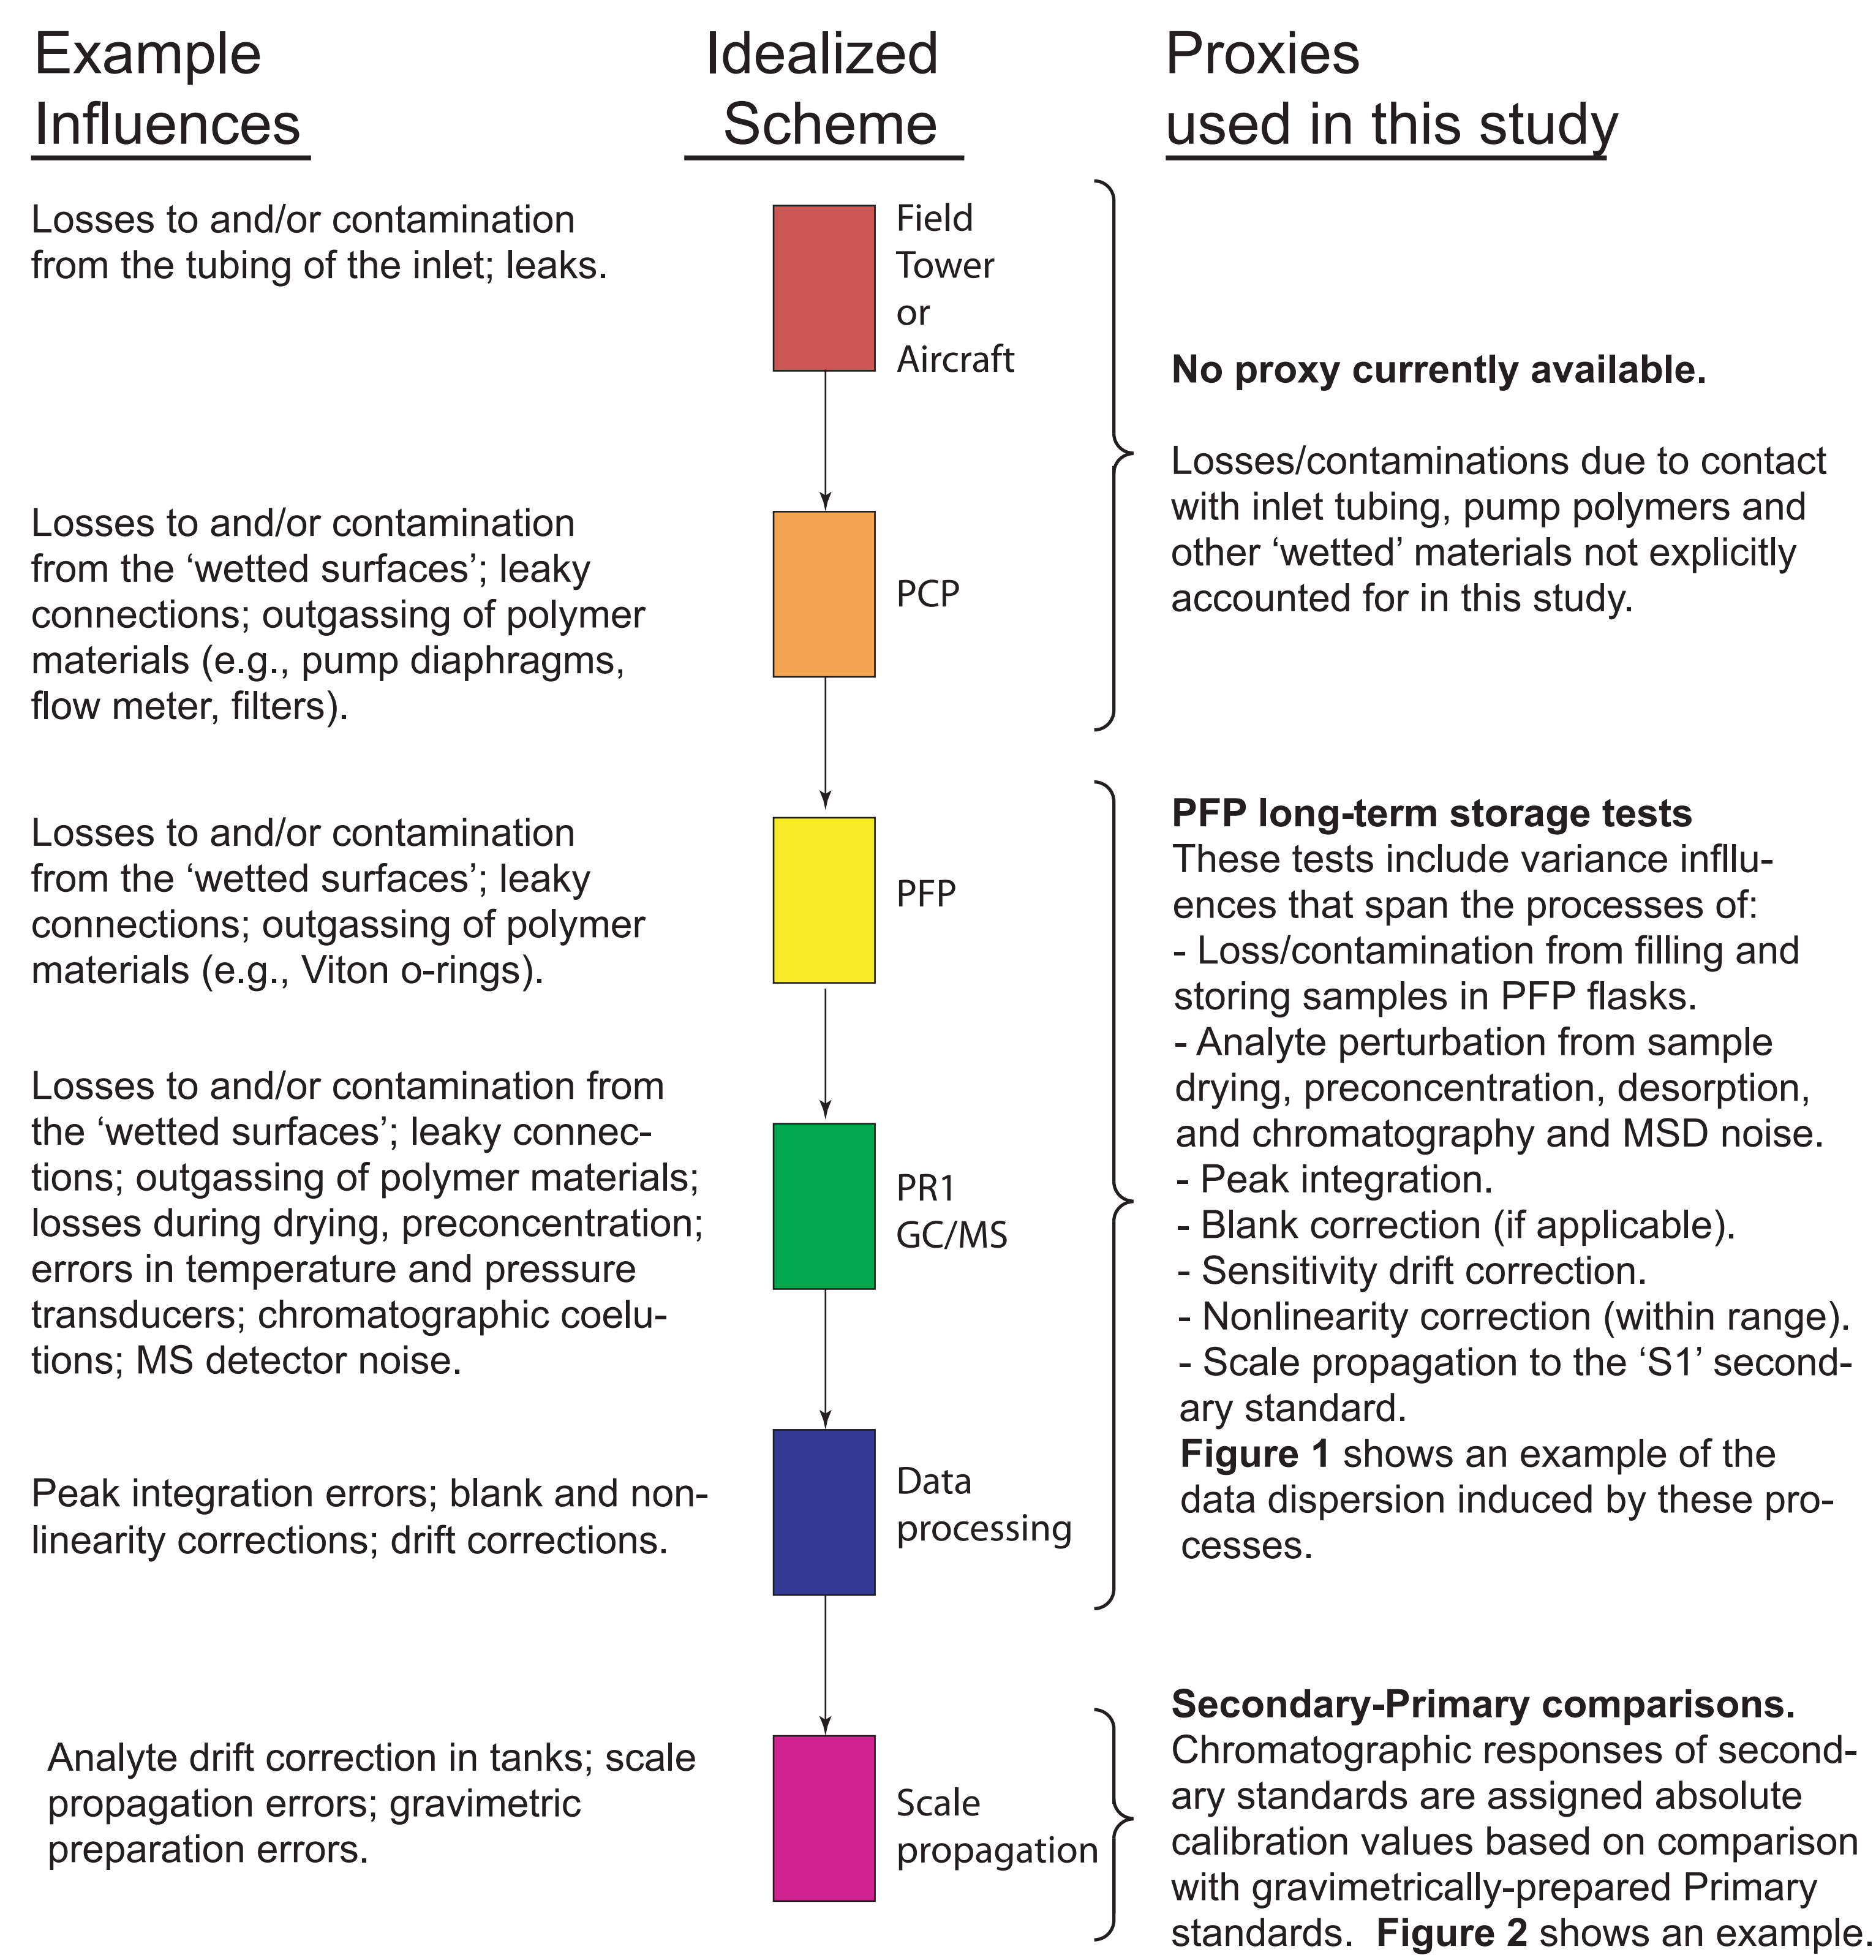 Example
Influences
Idealized
Scheme
Proxies
used in this study
Losses to and/or contamination
from the tubing of the inlet; leaks.
Field
Tower
or
Aircraft
No proxy currently available.
Losses/contaminations due to contact
with inlet tubing, pump polymers and
other ‘wetted’ materials not explicitly
accounted for in this study.
Losses to and/or contamination
from the ‘wetted surfaces’; leaky
connections; outgassing of polymer
materials (e.g., pump diaphragms,
flow meter, filters).
PCP
Losses to and/or contamination
from the ‘wetted surfaces’; leaky
connections; outgassing of polymer
materials (e.g., Viton o-rings).
PFP
PFP long-term storage tests
These tests include variance infllu-
ences that span the processes of:
- Loss/contamination from filling and
storing samples in PFP flasks.
- Analyte perturbation from sample
drying, preconcentration, desorption,
and chromatography and MSD noise.
- Peak integration.
- Blank correction (if applicable).
- Sensitivity drift correction.
- Nonlinearity correction (within range).
- Scale propagation to the ‘S1’ second-
ary standard.
Figure 1 shows an example of the
data dispersion induced by these pro-
cesses.
Losses to and/or contamination from
the ‘wetted surfaces’; leaky connec-
tions; outgassing of polymer materials;
losses during drying, preconcentration;
errors in temperature and pressure
transducers; chromatographic coelu-
tions; MS detector noise.
PR1
GC/MS
Peak integration errors; blank and non-
linearity corrections; drift corrections.
Data
processing
Analyte drift correction in tanks; scale
propagation errors; gravimetric
preparation errors.
Scale
propagation
Secondary-Primary comparisons.
Chromatographic responses of second-
ary standards are assigned absolute
calibration values based on comparison
with gravimetrically-prepared Primary
standards.  Figure 2 shows an example.